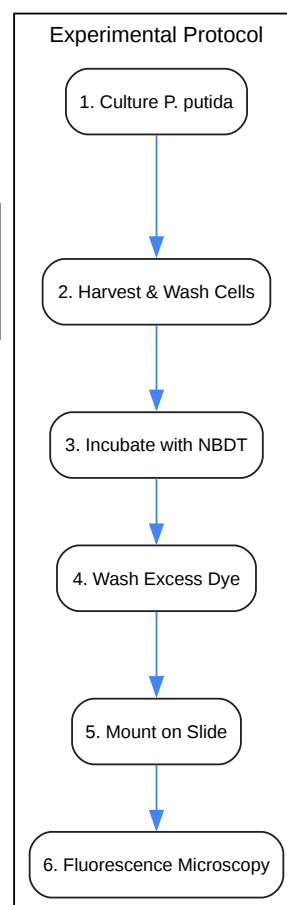 Experimental Protocol
1. Culture P. putida
2. Harvest & Wash Cells
3. Incubate with NBDT
4. Wash Excess Dye
5. Mount on Slide
6. Fluorescence Microscopy